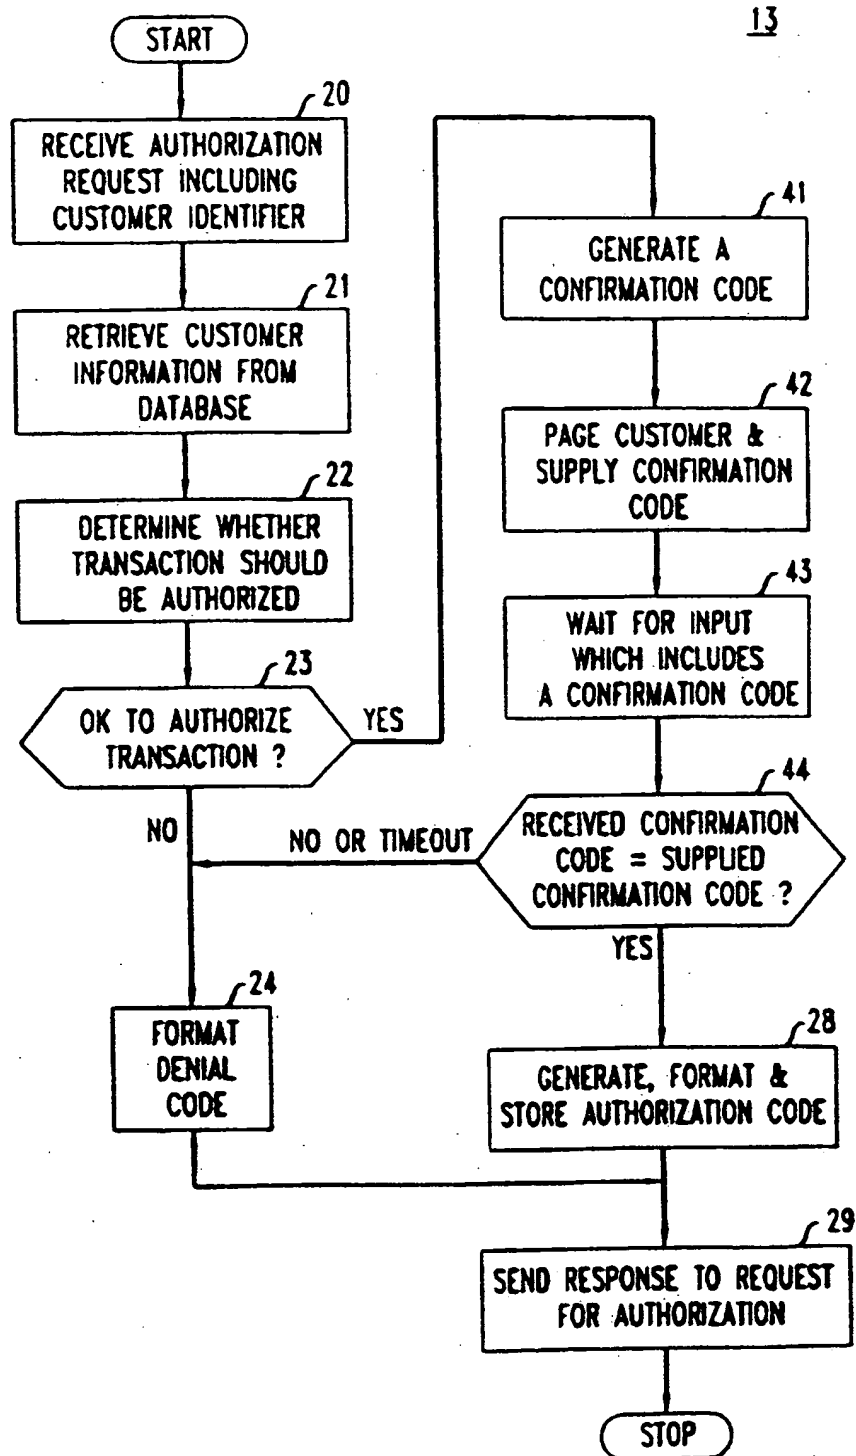 13
START
20
RECEIVE AUTHORIZATION
REQUEST INCLUDING
CUSTOMER IDENTIFIER
21
RETRIEVE CUSTOMER
INFORMATION FROM
DATABASE
22
DETERMINE WHETHER
TRANSACTION SHOULD
BE AUTHORIZED
23
OK TO AUTHORIZE
TRANSACTION ?
YES
NO
41
GENERATE A
CONFIRMATION CODE
42
PAGE CUSTOMER &
SUPPLY CONFIRMATION
CODE
43
WAIT FOR INPUT
WHICH INCLUDES
A CONFIRMATION CODE
44
RECEIVED CONFIRMATION
CODE = SUPPLIED
CONFIRMATION CODE ?
NO OR TIMEOUT
YES
24
FORMAT
DENIAL
CODE
28
GENERATE, FORMAT &
STORE AUTHORIZATION CODE
29
SEND RESPONSE TO REQUEST
FOR AUTHORIZATION
STOP